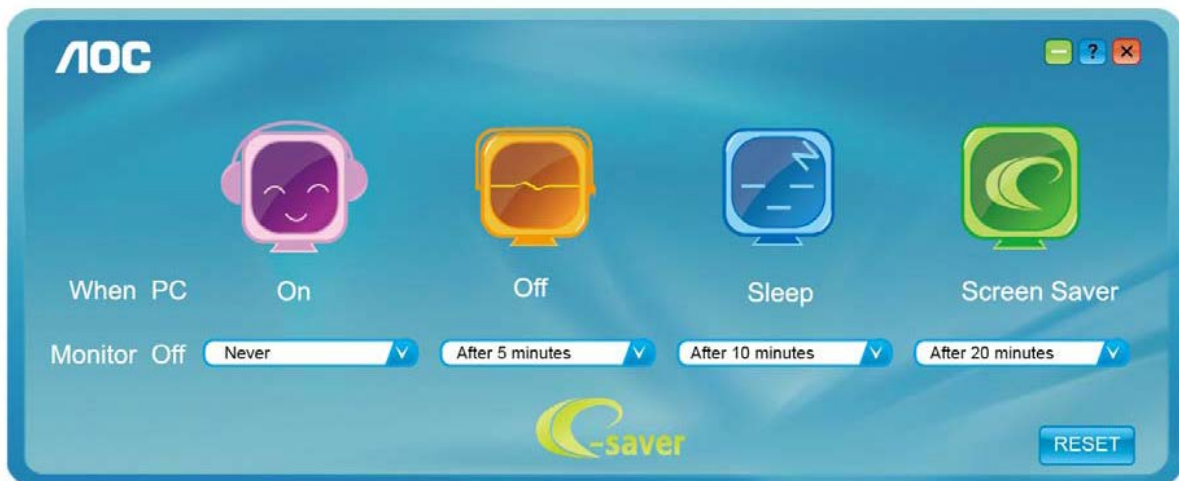 AOC
?
When PC On Off Sleep Screen Saver
Monitor Off Never After 5 minutes After 10 minutes After 20 minutes
e-saver
RESET